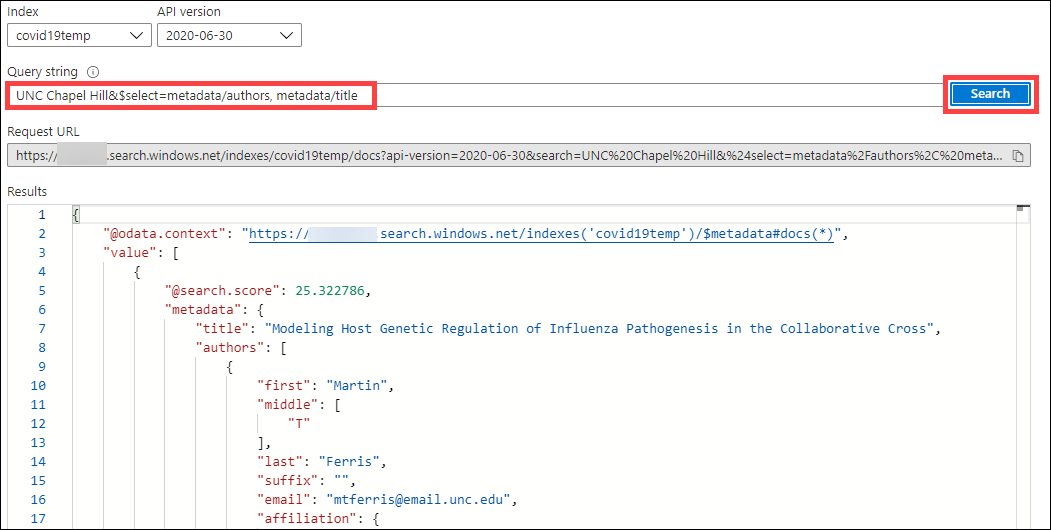 Index API version
covid19temp 2020-06-30
Query string
UNC Chapel Hill&$select=metadata/authors, metadata/title
Search
Request URL
https:// .search.windows.net/indexes/covid19temp/docs?api-version=2020-06-30&search=UNC%20Chapel%20Hill&%24select=metadata%2Fauthors%2C%20meta...
Results
1 {
2 "@odata.context": "https:// .search.windows.net/indexes('covid19temp')/$metadata#docs(*)",
3 "value": [
4 {
5 "@search.score": 25.322786,
6 "metadata": {
7 "title": "Modeling Host Genetic Regulation of Influenza Pathogenesis in the Collaborative Cross",
8 "authors": [
9 {
10 "first": "Martin",
11 "middle": [
12 "T"
13 ],
14 "last": "Ferris",
15 "suffix": "",
16 "email": "mtferris@email.unc.edu",
17 "affiliation": {